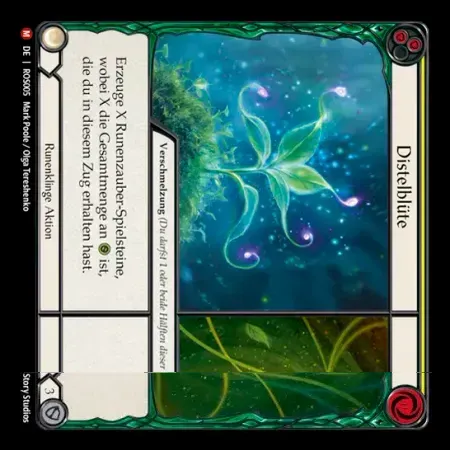 Distelblüte
Verschmelzung (Du darfst 1 oder beide Hälften dieser
Erzeuge X Runenzauber-Spielsteine,
wobei X die Gesamtmenge an ist,
die du in diesem Zug erhalten hast.
Runenklinge Aktion
3
M DE | ROS005 Mark Poole / Olga Tereshenko
Story Studios